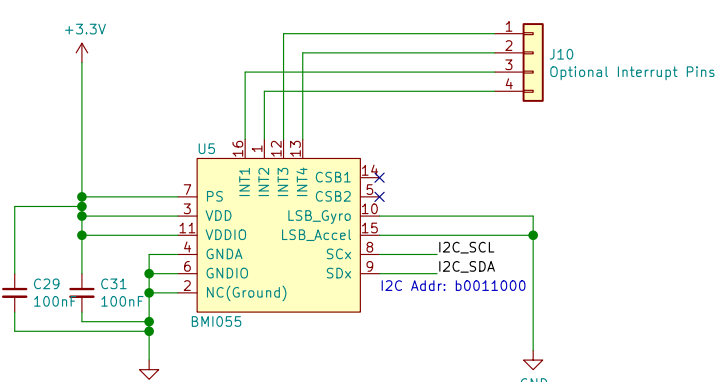 +3.3V
1
2
3
4
J10
Optional Interrupt Pins
U5
16
1
12
13
INT1
INT2
INT3
INT4
7 PS
3 VDD
11 VDDIO
4 GNDA
6 GNDIO
2 NC(Ground)
CSB1 14
CSB2 5
LSB_Gyro 10
LSB_Accel 15
SCx 8 I2C_SCL
SDx 9 I2C_SDA
I2C Addr: b0011000
C29
100nF
C31
100nF
BMI055
GND